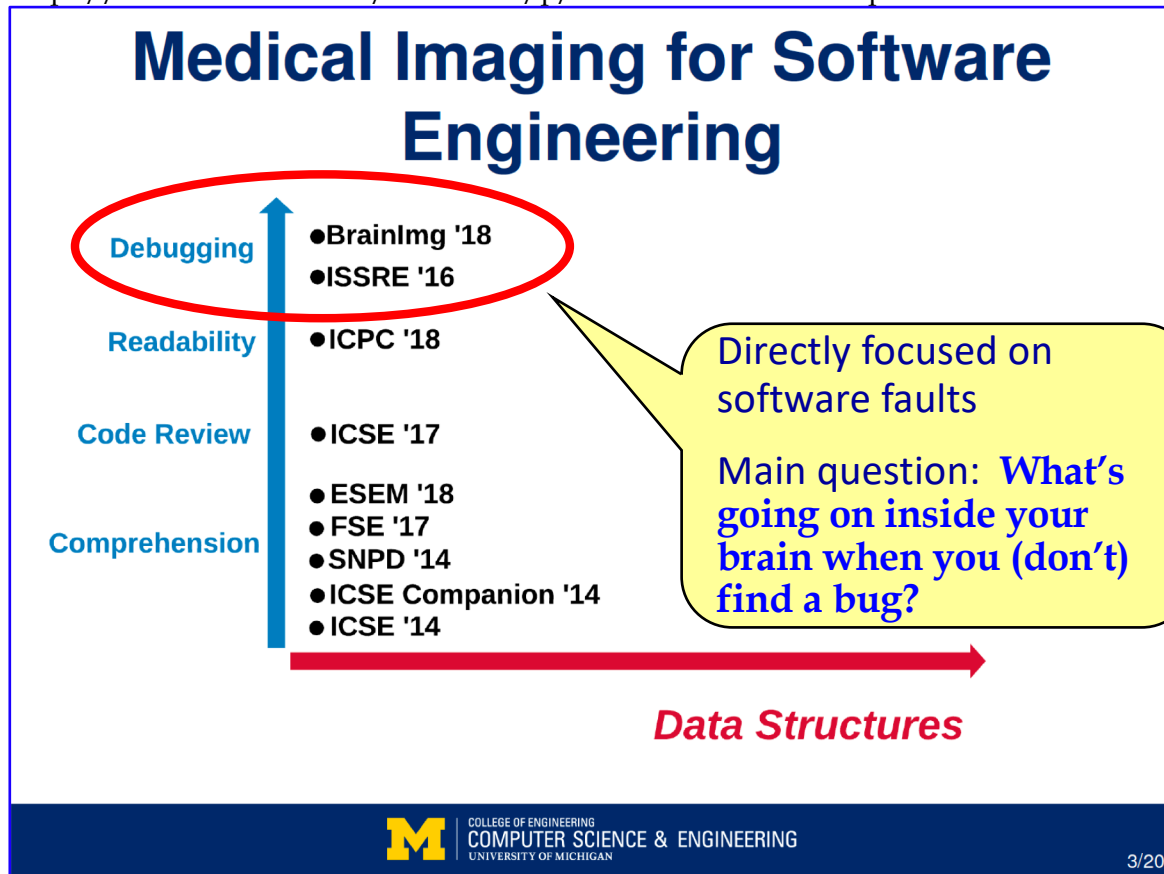 Medical Imaging for Software
Engineering
Debugging
●BrainImg '18
●ISSRE '16
Readability
●ICPC '18
Code Review
●ICSE '17
Comprehension
●ESEM '18
●FSE '17
●SNPD '14
●ICSE Companion '14
●ICSE '14
Directly focused on
software faults
Main question: What's
going on inside your
brain when you (don't)
find a bug?
Data Structures
M
COLLEGE OF ENGINEERING
COMPUTER SCIENCE & ENGINEERING
UNIVERSITY OF MICHIGAN
3/20